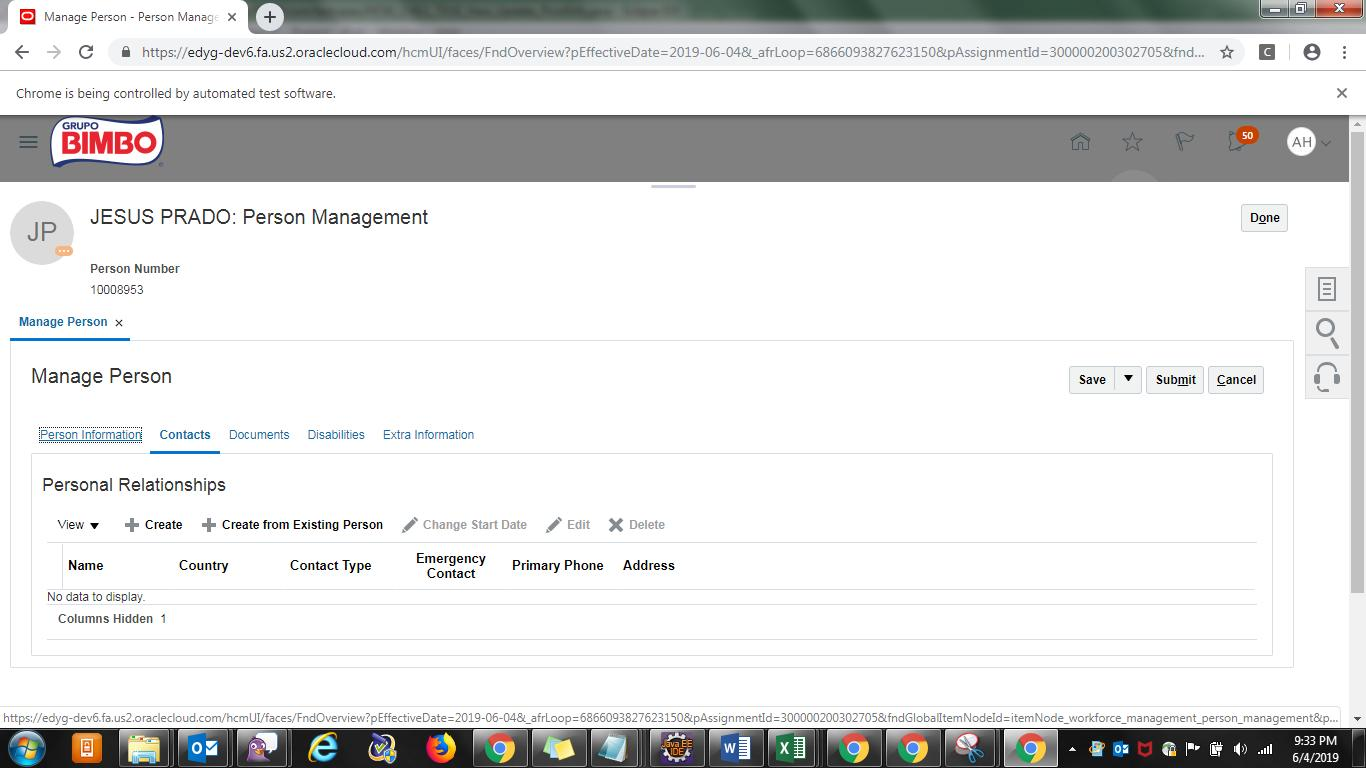 Manage Person - Person Manage
https://edyg-dev6.fa.us2.oraclecloud.com/hcmUI/faces/FndOverview?pEffectiveDate=2019-06-04&_afrLoop=6866093827623150&pAssignmentId=300000200302705&fnd...
C
Chrome is being controlled by automated test software.
GRUPO
BIMBO
50
AH
JP
JESUS PRADO: Person Management
Done
Person Number
10008953
Manage Person
Manage Person
Save
Submit
Cancel
Person Information Contacts Documents Disabilities Extra Information
Personal Relationships
View Create Create from Existing Person Change Start Date Edit Delete
Name Country Contact Type Emergency Contact Primary Phone Address
No data to display.
Columns Hidden 1
https://edyg-dev6.fa.us2.oraclecloud.com/hcmUI/faces/FndOverview?pEffectiveDate=2019-06-04&_afrLoop=6866093827623150&pAssignmentId=300000200302705&fndGlobalItemNodeId=itemNode_workforce_management_person_management&p...
Java EE
IDE
9:33 PM
6/4/2019